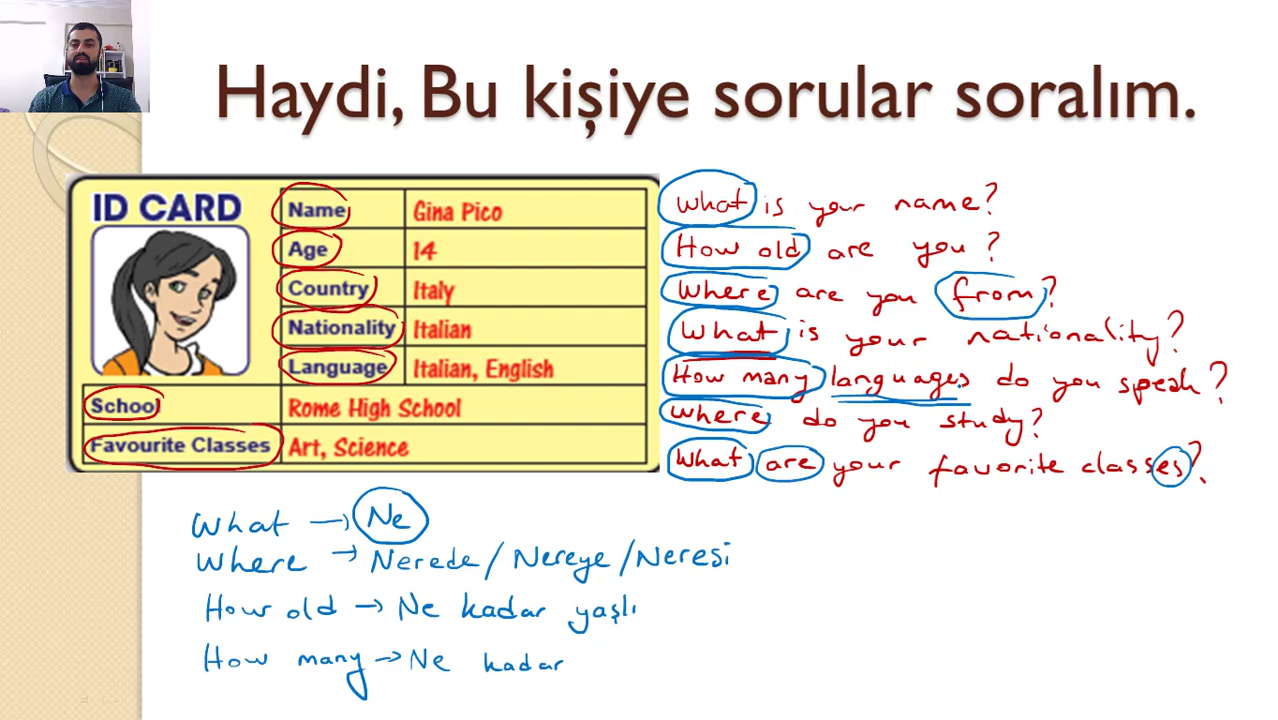 Haydi, Bu kişiye sorular soralım.
ID CARD
Name Gina Pico
Age 14
Country Italy
Nationality Italian
Language Italian, English
School Rome High School
Favourite Classes Art, Science
What is your name?
How old are you?
Where are you from?
What is your nationality?
How many languages do you speak?
Where do you study?
What are your favorite classes?
What → Ne
Where → Nerede / Nereye / Neresi
How old → Ne kadar yaşlı
How many → Ne kadar